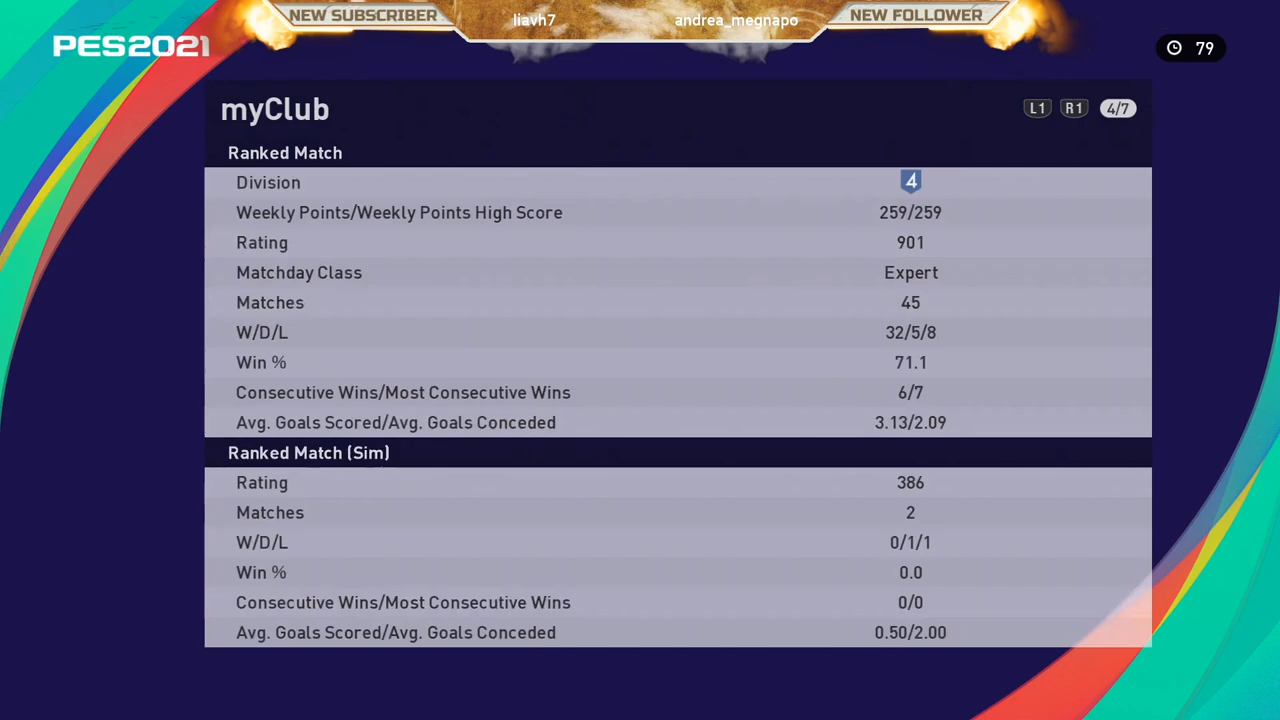 NEW SUBSCRIBER liavh7 andrea_megnapo NEW FOLLOWER
PES2021 79
myClub L1 R1 4/7
Ranked Match
Division 4
Weekly Points/Weekly Points High Score 259/259
Rating 901
Matchday Class Expert
Matches 45
W/D/L 32/5/8
Win % 71.1
Consecutive Wins/Most Consecutive Wins 6/7
Avg. Goals Scored/Avg. Goals Conceded 3.13/2.09
Ranked Match (Sim)
Rating 386
Matches 2
W/D/L 0/1/1
Win % 0.0
Consecutive Wins/Most Consecutive Wins 0/0
Avg. Goals Scored/Avg. Goals Conceded 0.50/2.00